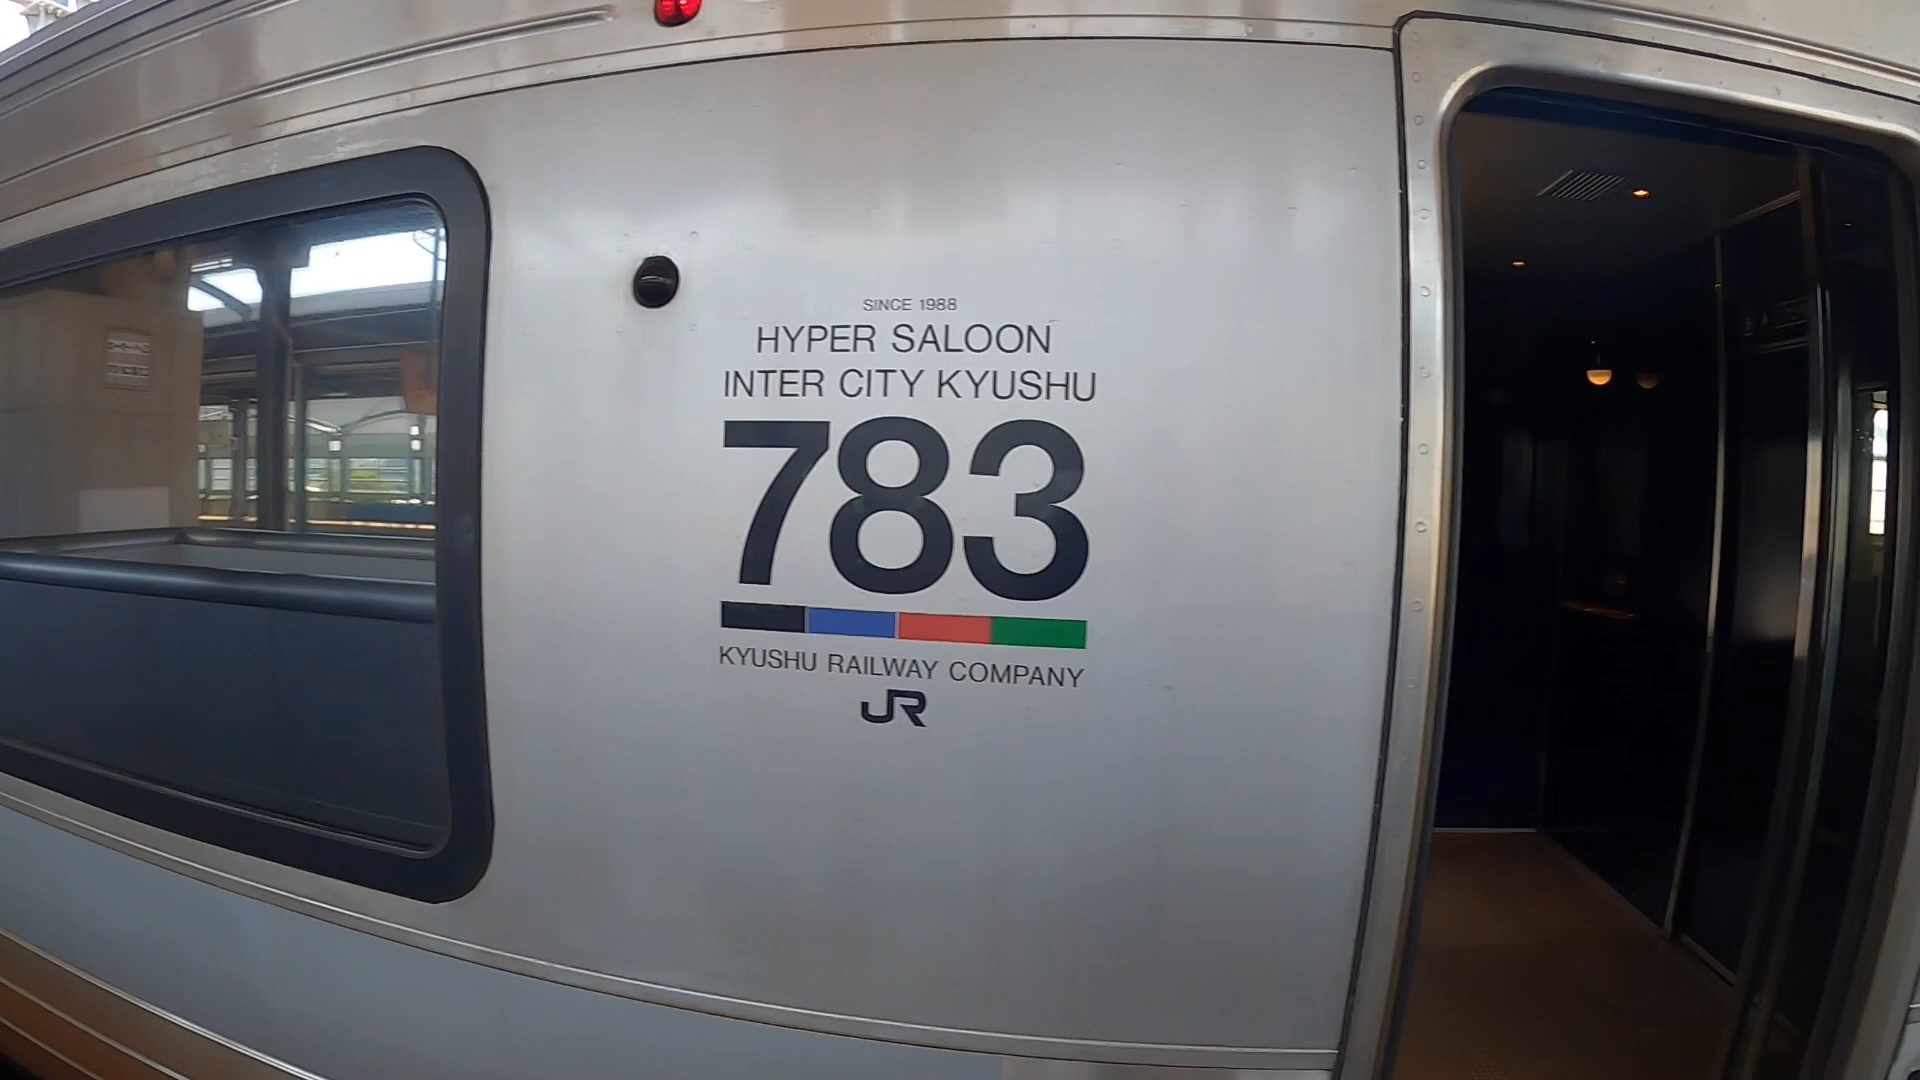 SINCE 1988
HYPER SALOON
INTER CITY KYUSHU
783
KYUSHU RAILWAY COMPANY
JR